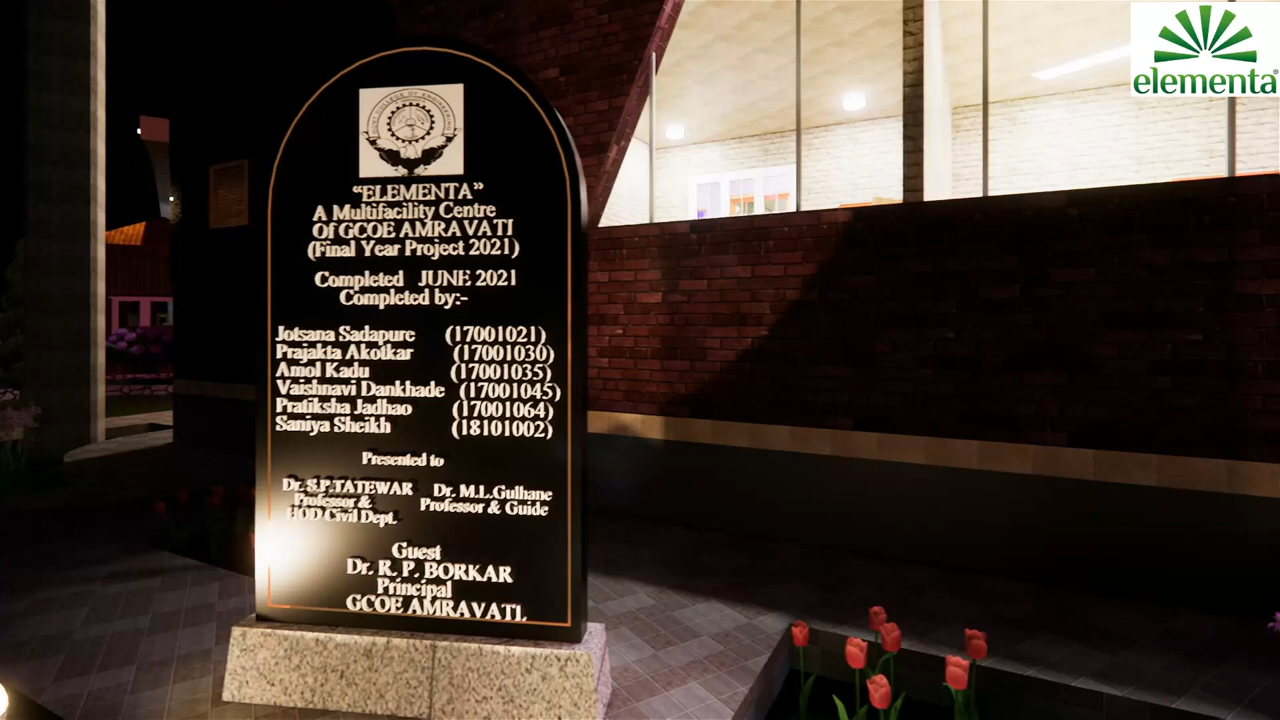 elementa
"ELEMENTA"
A Multifacility Centre
Of GCOE AMRAVATI
(Final Year Project 2021)
Completed JUNE 2021
Completed by:-
Jotsana Sadapure (17001021)
Prajakta Akotkar (17001030)
Amol Kadu (17001035)
Vaishnavi Dankhade (17001045)
Pratiksha Jadhao (17001064)
Saniya Sheikh (18101002)
Presented to
Dr. S.P.TATEWAR Dr. M.L.Gulhane
Professor & Professor & Guide
HOD Civil Dept.
Guest
Dr. R. P. BORKAR
Principal
GCOE AMRAVATI,